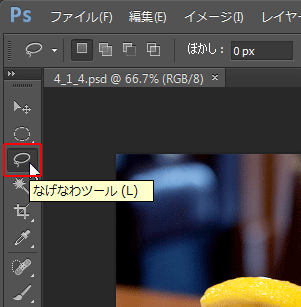 Ps ファイル(F) 編集(E) イメージ(I) レイヤー
ぼかし: 0 px
4_1_4.psd @ 66.7% (RGB/8) ×
なげなわツール (L)